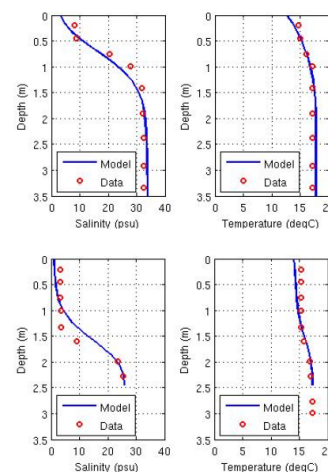 0
0.5
1
1.5
2
2.5
3
3.5
Depth (m)
Model
Data
0 10 20 30 40
Salinity (psu)
0
0.5
1
1.5
2
2.5
3
3.5
Depth (m)
Model
Data
0 5 10 15 20
Temperature (degC)
0
0.5
1
1.5
2
2.5
3
3.5
Depth (m)
Model
Data
0 10 20 30 40
Salinity (psu)
0
0.5
1
1.5
2
2.5
3
3.5
Depth (m)
Model
Data
0 5 10 15 20
Temperature (degC)